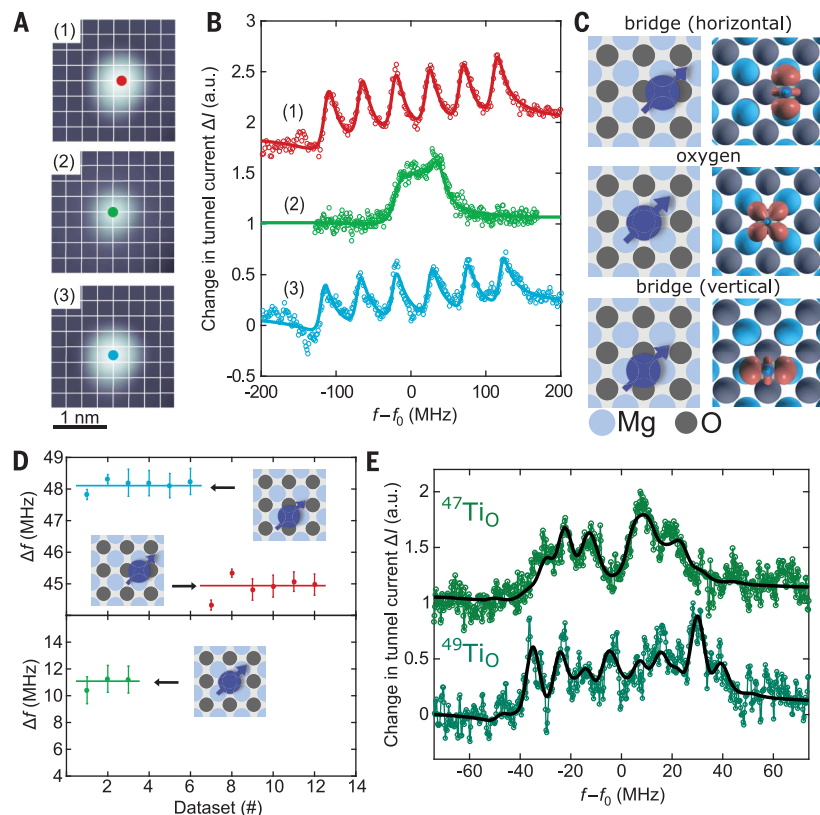 A
(1)
(2)
(3)
1 nm
B
Change in tunnel current ΔI (a.u.)
2.5
2
1.5
1
0.5
0
-0.5
(1)
(2)
(3)
-200
-100
0
100
200
f−f₀ (MHz)
C
bridge (horizontal)
oxygen
bridge (vertical)
Mg
O
D
Δf (MHz)
49
48
47
46
45
Δf (MHz)
14
12
10
8
6
4
0
2
4
6
8
10
12
14
Dataset (#)
E
Change in tunnel current ΔI (a.u.)
2
1.5
1
0.5
0
⁴⁷Ti_O
⁴⁹Ti_O
-60
-40
-20
0
20
40
60
f−f₀ (MHz)